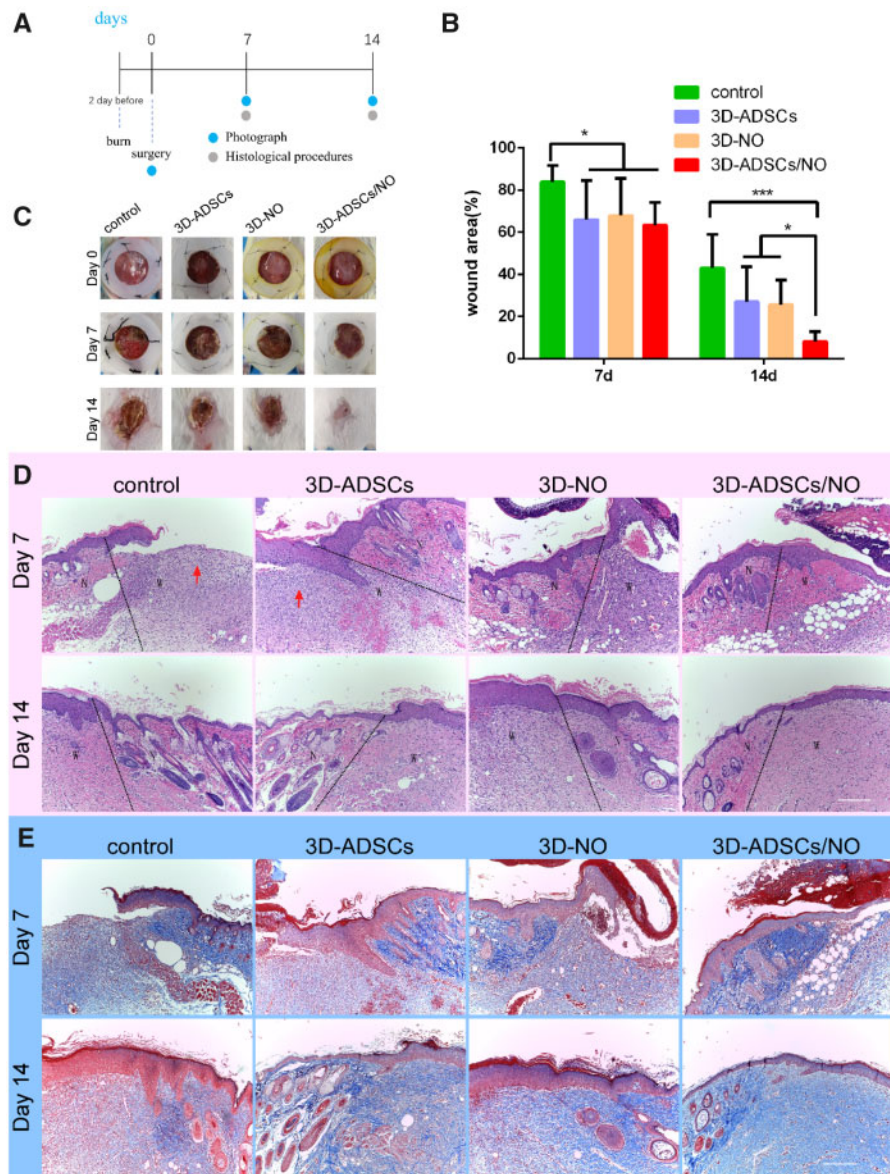 A
days
0
7
14
2 day before
burn
surgery
Photograph
Histological procedures
B
control
3D-ADSCs
3D-NO
3D-ADSCs/NO
100
80
60
40
20
0
wound area(%)
*
***
*
7d
14d
C
control
3D-ADSCs
3D-NO
3D-ADSCs/NO
Day 0
Day 7
Day 14
D
control
3D-ADSCs
3D-NO
3D-ADSCs/NO
Day 7
N
W
N
W
N
W
N
W
Day 14
W
N
W
W
N
W
E
control
3D-ADSCs
3D-NO
3D-ADSCs/NO
Day 7
Day 14